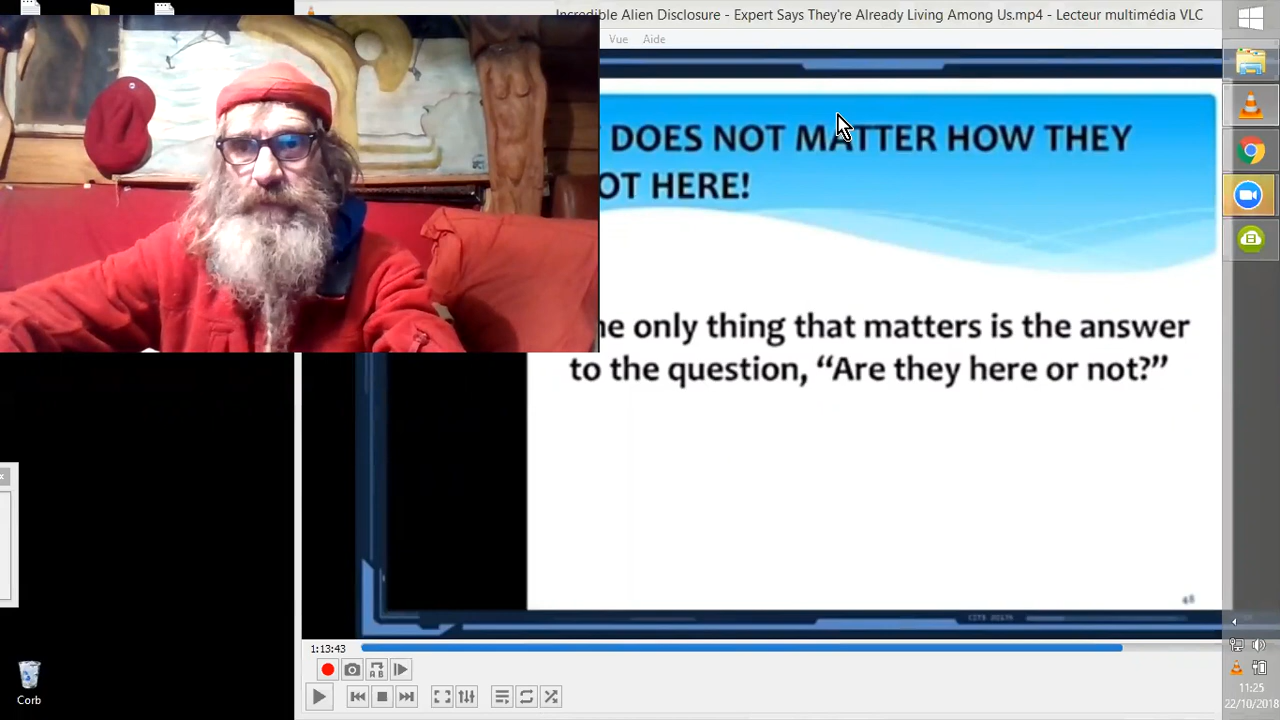 Incredible Alien Disclosure - Expert Says They're Already Living Among Us.mp4 - Lecteur multimédia VLC
Vue Aide
DOES NOT MATTER HOW THEY
OT HERE!
he only thing that matters is the answer
to the question, “Are they here or not?”
48
1:13:43
Corb
11:25
22/10/2018